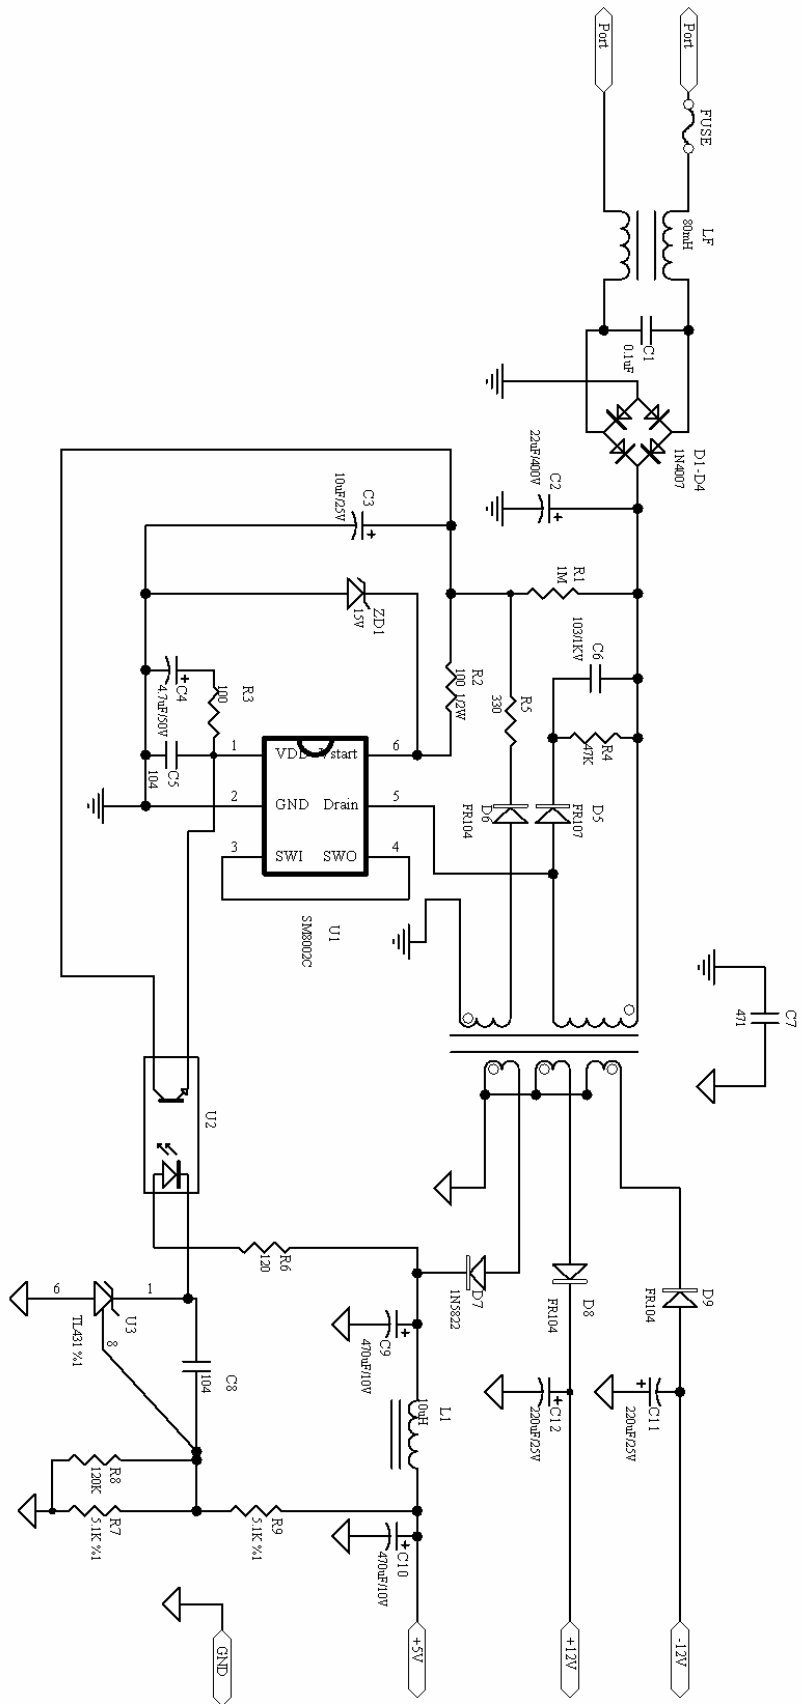 Port
Port
FUSE
LF
80mH
C1
0.1uF
D1-D4
1N4007
C2
22uF/400V
C3
10uF/25V
ZD1
15V
R1
1M
C6
103/1KV
R4
47K
R2
100 1/2W
R5
330
R3
100
C4
4.7uF/50V
C5
104
D5
FR107
D6
FR104
1
2
3
4
5
6
VDD
Vstart
GND
Drain
SWI
SWO
U1
SM8002C
C7
471
U2
R6
120
D7
1N5822
D8
FR104
D9
FR104
C9
470uF/10V
L1
10uH
C12
220uF/25V
C11
220uF/25V
6
1
8
U3
TL431 %1
C8
104
R8
120K
R7
5.1K %1
R9
5.1K %1
C10
470uF/10V
GND
+5V
+12V
-12V